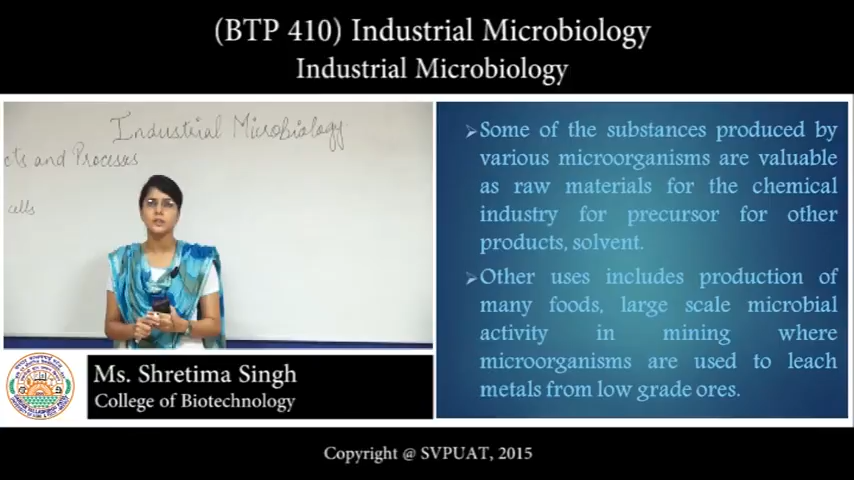 (BTP 410) Industrial Microbiology
Industrial Microbiology
Industrial Microbiology
cts and Processes
cells
➢Some of the substances produced by
various microorganisms are valuable
as raw materials for the chemical
industry for precursor for other
products, solvent.
➢Other uses includes production of
many foods, large scale microbial
activity in mining where
microorganisms are used to leach
metals from low grade ores.
Ms. Shretima Singh
College of Biotechnology
Copyright @ SVPUAT, 2015